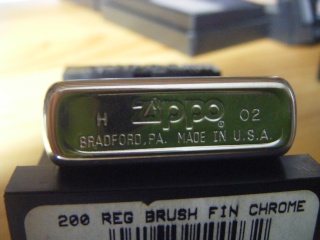 H Zippo® 02
BRADFORD, PA. MADE IN U.S.A.
200 REG BRUSH FIN CHROME